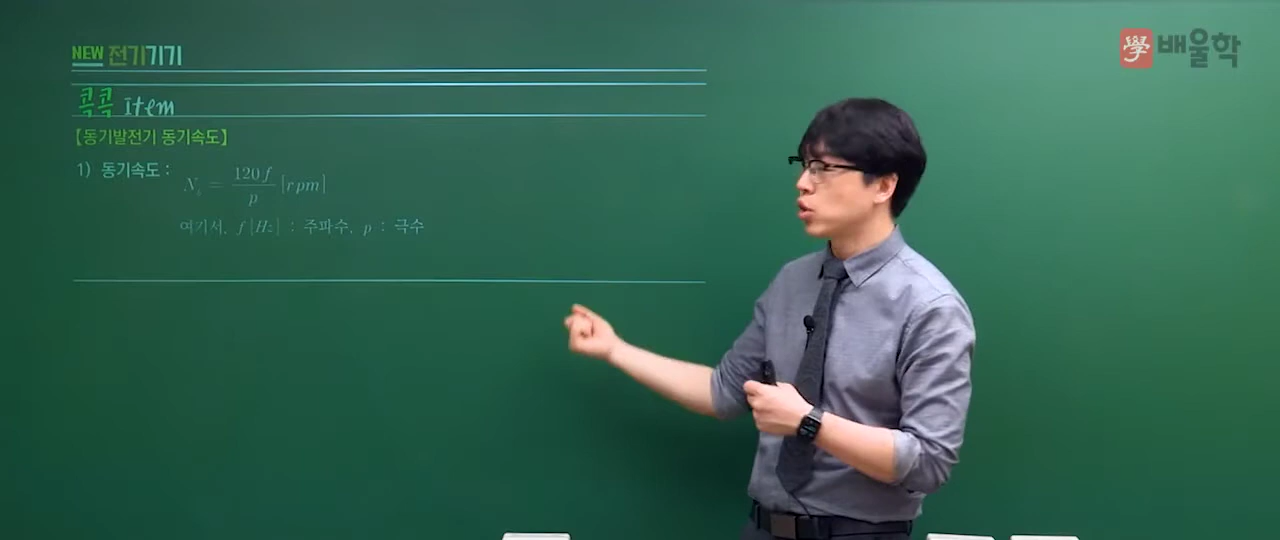 NEW 전기기기
學 배울학
콕콕 Item
【동기발전기 동기속도】
1) 동기속도 : N_s = 120f / p [rpm]
여기서, f[Hz] : 주파수, p : 극수